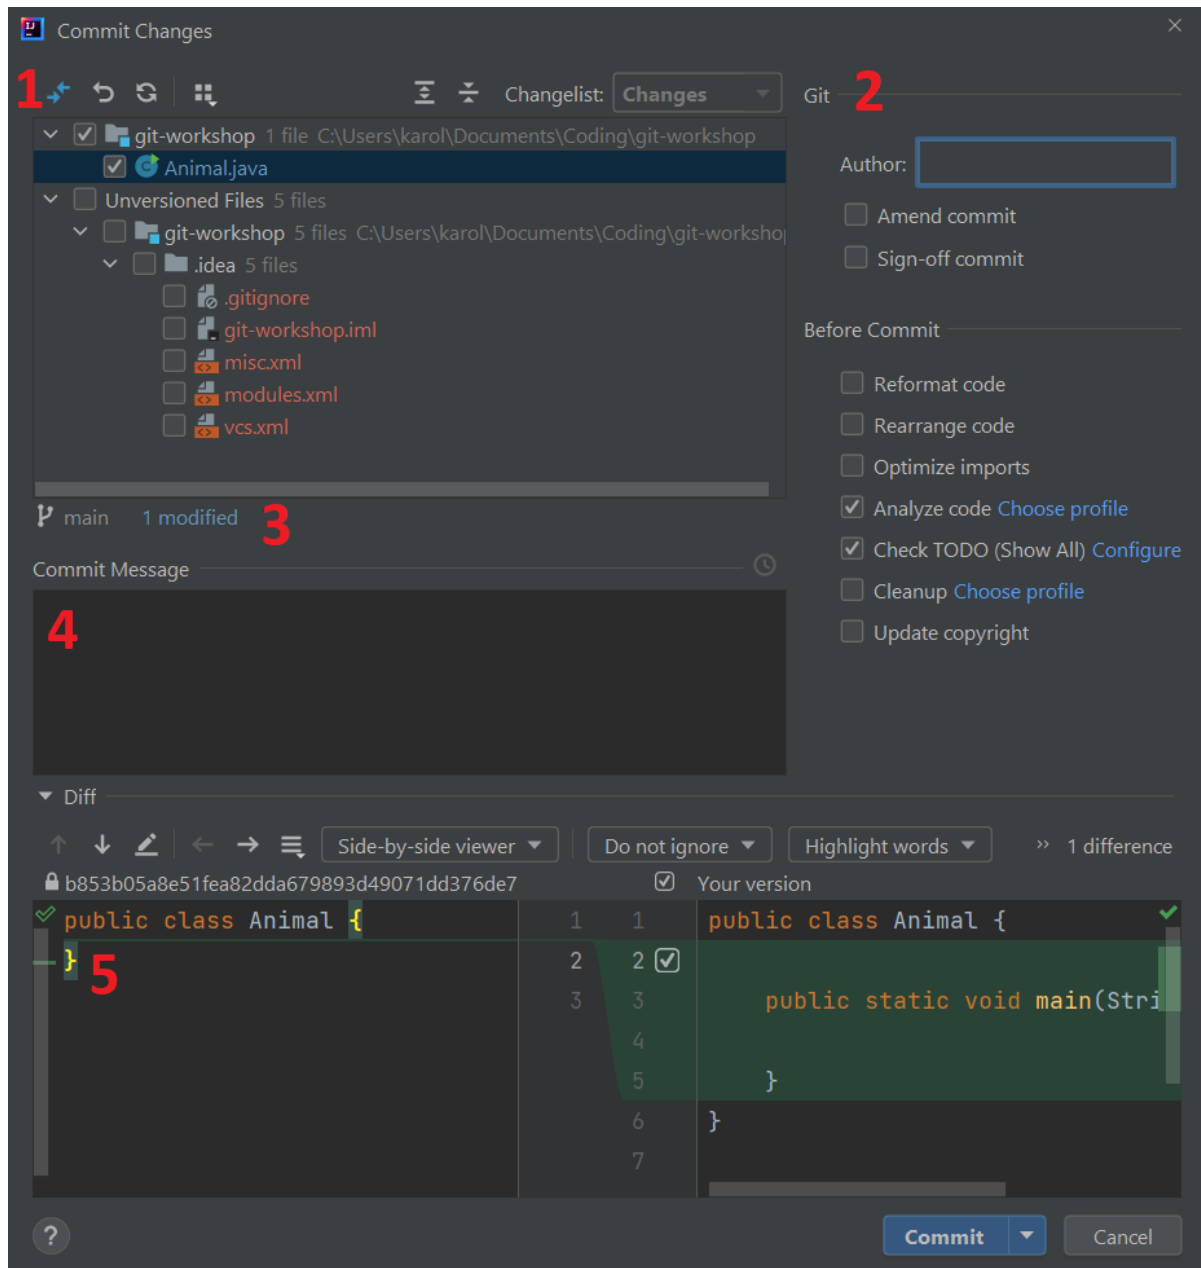 Commit Changes
1
Changelist: Changes
git-workshop 1 file C:\Users\karol\Documents\Coding\git-workshop
Animal.java
Unversioned Files 5 files
git-workshop 5 files C:\Users\karol\Documents\Coding\git-workshop
.idea 5 files
.gitignore
git-workshop.iml
misc.xml
modules.xml
vcs.xml
main 1 modified 3
Git 2
Author:
Amend commit
Sign-off commit
Before Commit
Reformat code
Rearrange code
Optimize imports
Analyze code Choose profile
Check TODO (Show All) Configure
Cleanup Choose profile
Update copyright
Commit Message
4
Diff
Side-by-side viewer Do not ignore Highlight words 1 difference
b853b05a8e51fea82dda679893d49071dd376de7 Your version
public class Animal { 1 1 public class Animal {
} 5 2 2
3 3 public static void main(Stri
4
5 }
6 }
7
? Commit Cancel